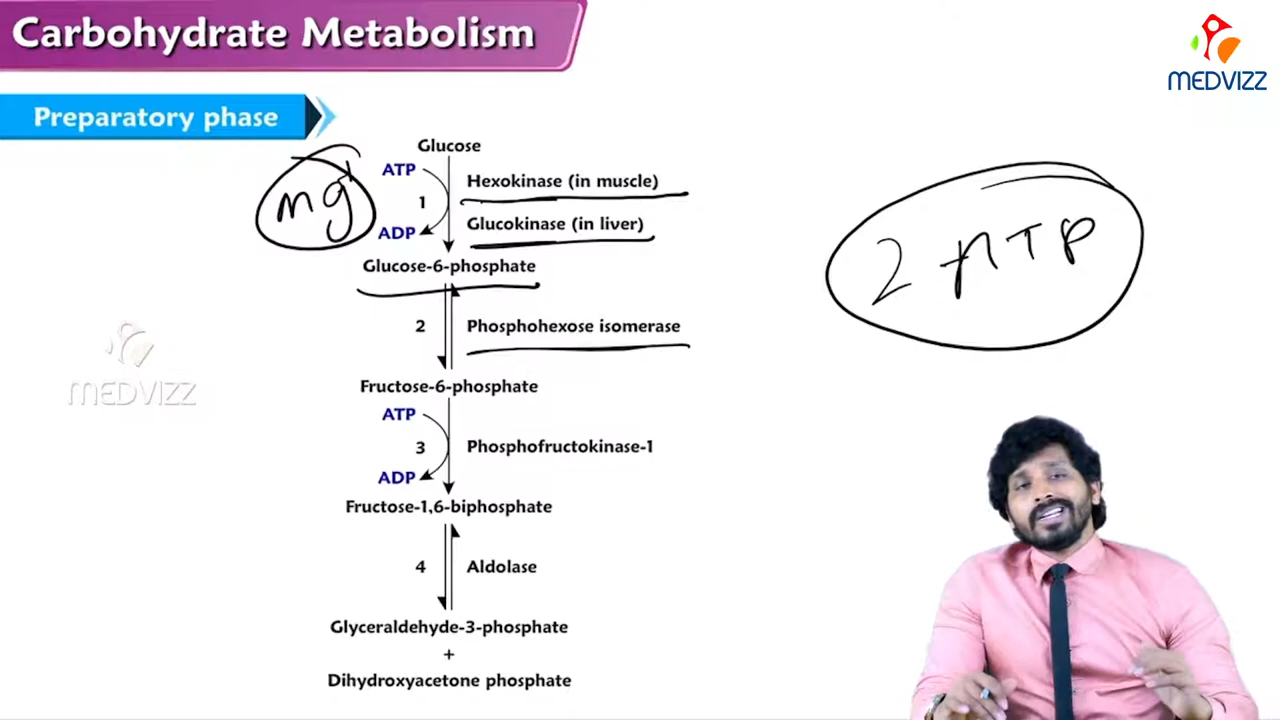 Carbohydrate Metabolism
MEDVIZZ
Preparatory phase
Glucose
ATP
mg+
Hexokinase (in muscle)
1
Glucokinase (in liver)
ADP
2 ATP
Glucose-6-phosphate
2
Phosphohexose isomerase
MEDVIZZ
Fructose-6-phosphate
ATP
3
Phosphofructokinase-1
ADP
Fructose-1,6-biphosphate
4
Aldolase
Glyceraldehyde-3-phosphate
+
Dihydroxyacetone phosphate